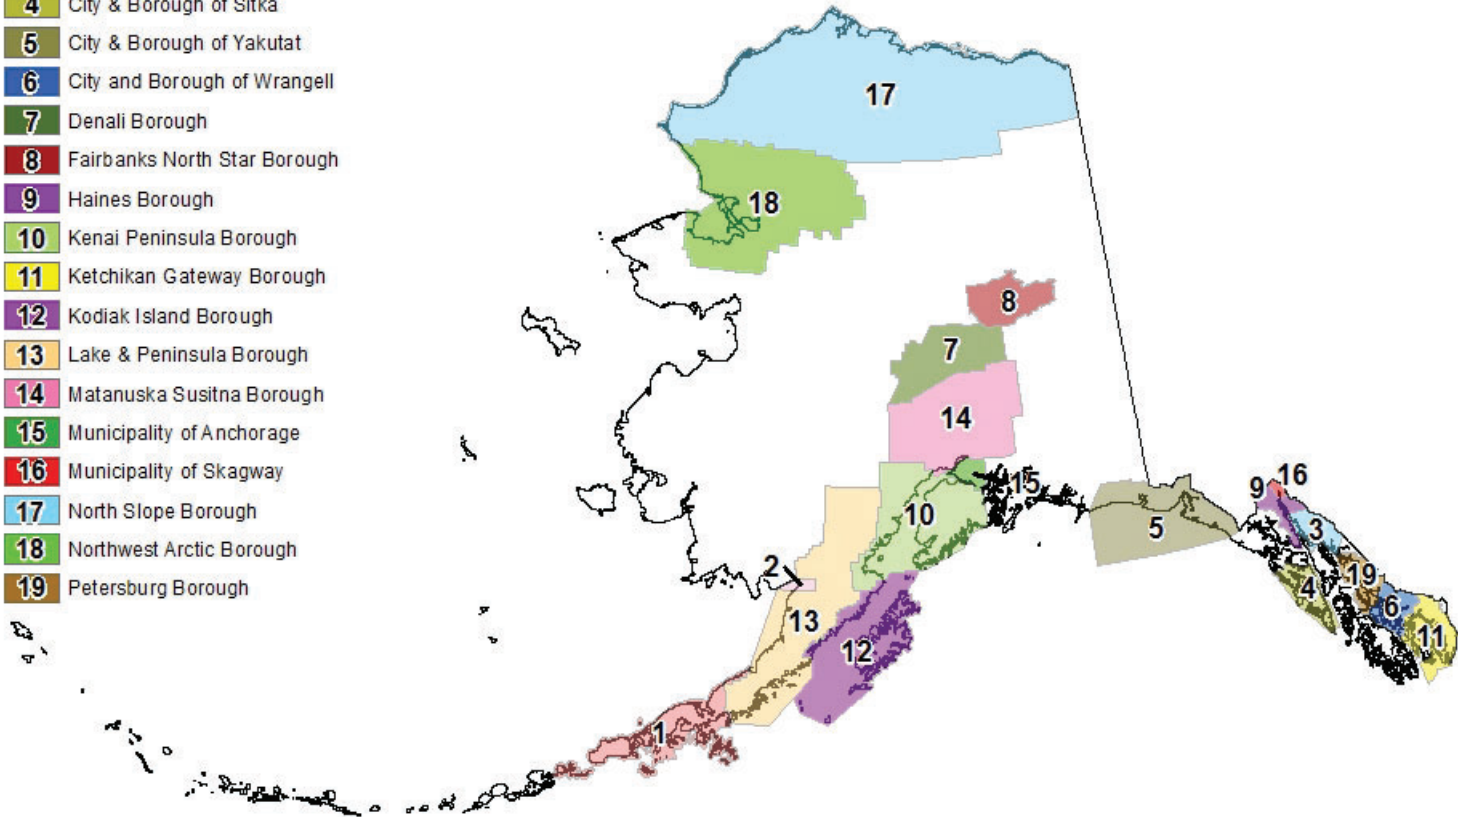 4 City & Borough of Sitka
5 City & Borough of Yakutat
6 City and Borough of Wrangell
7 Denali Borough
8 Fairbanks North Star Borough
9 Haines Borough
10 Kenai Peninsula Borough
11 Ketchikan Gateway Borough
12 Kodiak Island Borough
13 Lake & Peninsula Borough
14 Matanuska Susitna Borough
15 Municipality of Anchorage
16 Municipality of Skagway
17 North Slope Borough
18 Northwest Arctic Borough
19 Petersburg Borough
17
18
8
7
14
15
10
5
9
16
3
4
19
6
11
2
13
12
1